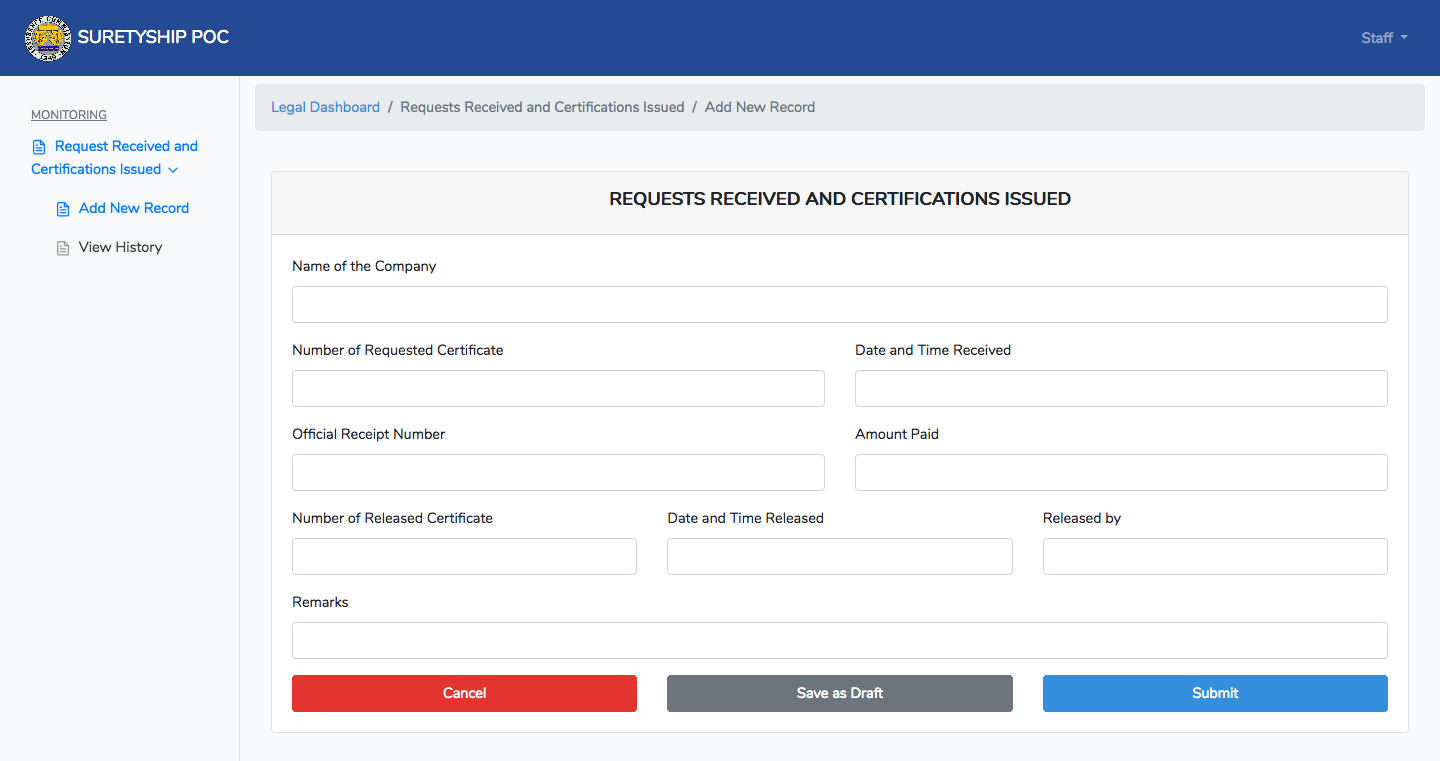 SURETYSHIP POC
Staff
MONITORING
Request Received and
Certifications Issued
Add New Record
View History
Legal Dashboard / Requests Received and Certifications Issued / Add New Record
REQUESTS RECEIVED AND CERTIFICATIONS ISSUED
Name of the Company
Number of Requested Certificate
Date and Time Received
Official Receipt Number
Amount Paid
Number of Released Certificate
Date and Time Released
Released by
Remarks
Cancel
Save as Draft
Submit